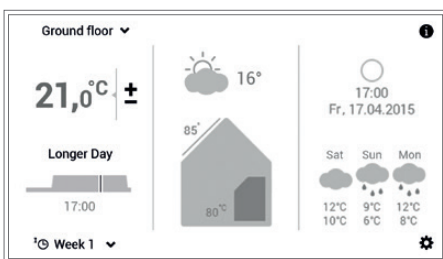 Ground floor
i
21,0°C
+
−
Longer Day
17:00
Week 1
16°
85°
80°C
17:00
Fr, 17.04.2015
Sat Sun Mon
12°C 9°C 12°C
10°C 6°C 8°C